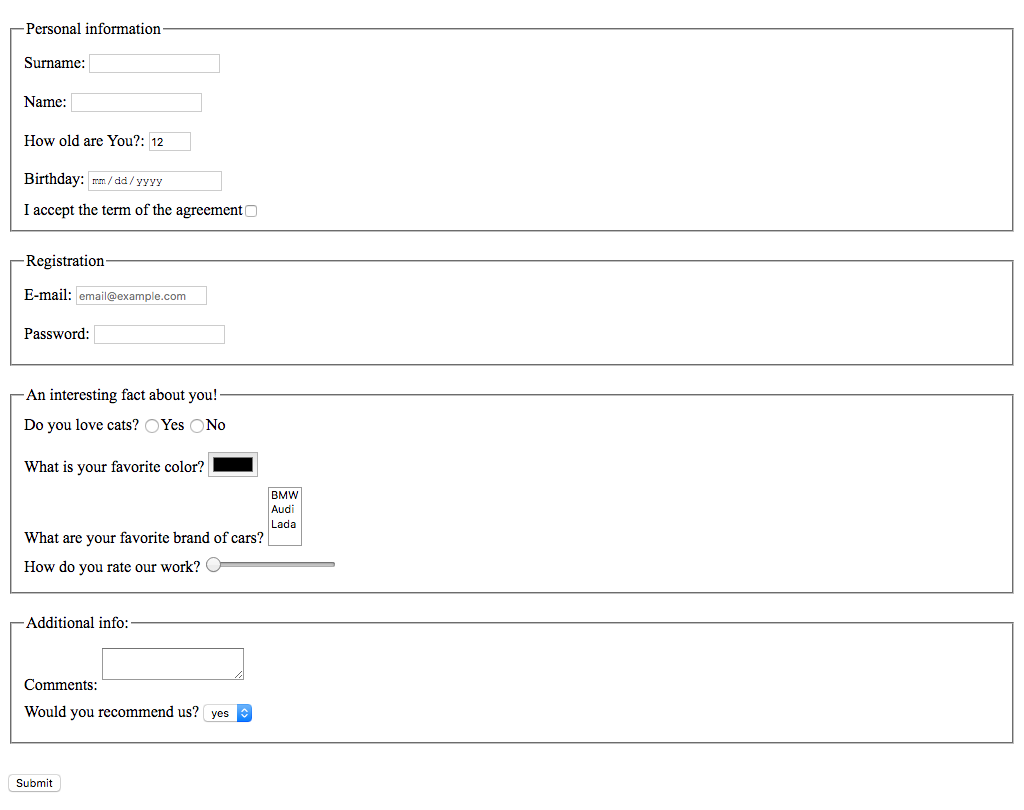 Personal information
Surname:
Name:
How old are You?: 12
Birthday: mm/dd/yyyy
I accept the term of the agreement
Registration
E-mail: email@example.com
Password:
An interesting fact about you!
Do you love cats? Yes No
What is your favorite color?
BMW
Audi
Lada
What are your favorite brand of cars?
How do you rate our work?
Additional info:
Comments:
Would you recommend us? yes
Submit